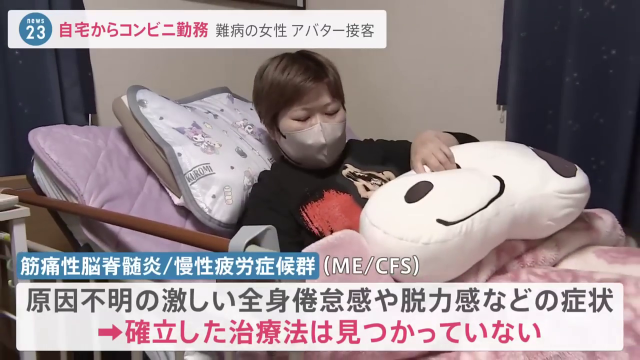 news
23
自宅からコンビニ勤務 難病の女性 アバター接客
筋痛性脳脊髄炎/慢性疲労症候群(ME/CFS)
原因不明の激しい全身倦怠感や脱力感などの症状
➡確立した治療法は見つかっていない